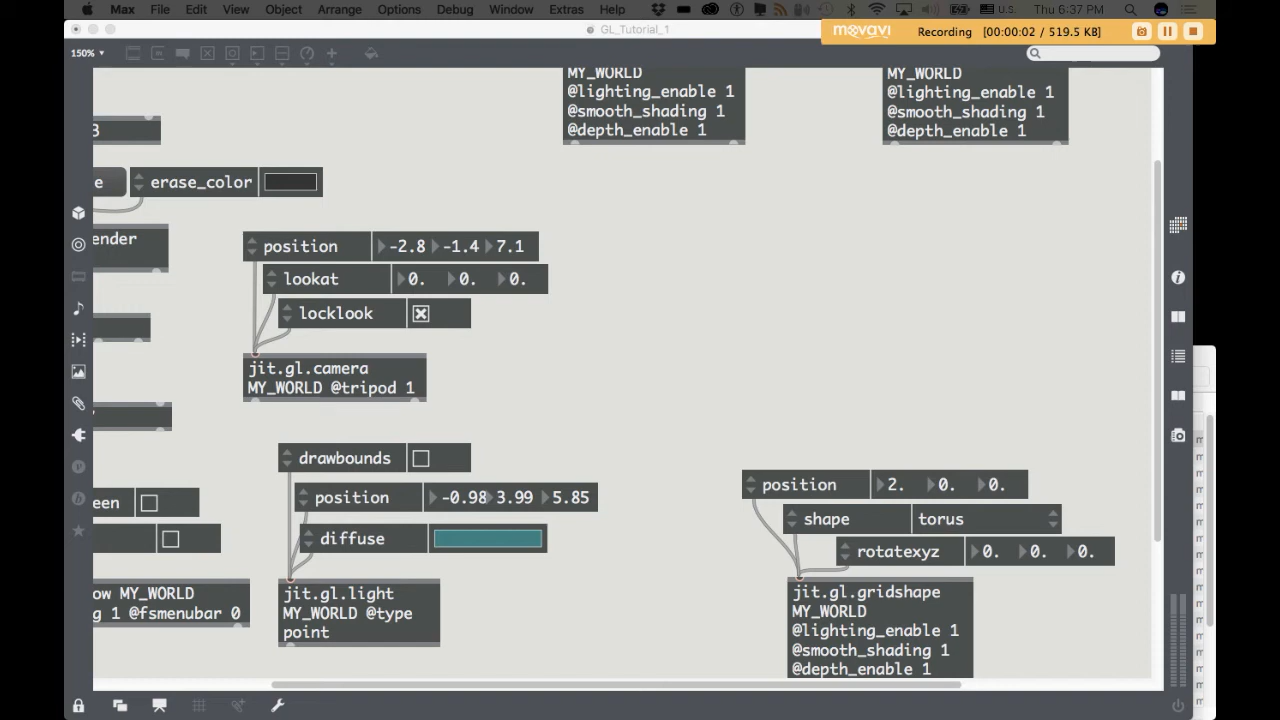 Max File Edit View Object Arrange Options Debug Window Extras Help U.S. Thu 6:37 PM
GL_Tutorial_1
movavi Recording [00:00:02 / 519.5 KB]
150%
MY_WORLD
@lighting_enable 1
@smooth_shading 1
@depth_enable 1
MY_WORLD
@lighting_enable 1
@smooth_shading 1
@depth_enable 1
3
e erase_color
ender
position -2.8 -1.4 7.1
lookat 0. 0. 0.
locklook
jit.gl.camera
MY_WORLD @tripod 1
drawbounds
position -0.98 3.99 5.85
een
diffuse
ow MY_WORLD
g 1 @fsmenubar 0
jit.gl.light
MY_WORLD @type
point
position 2. 0. 0.
shape torus
rotatexyz 0. 0. 0.
jit.gl.gridshape
MY_WORLD
@lighting_enable 1
@smooth_shading 1
@depth_enable 1